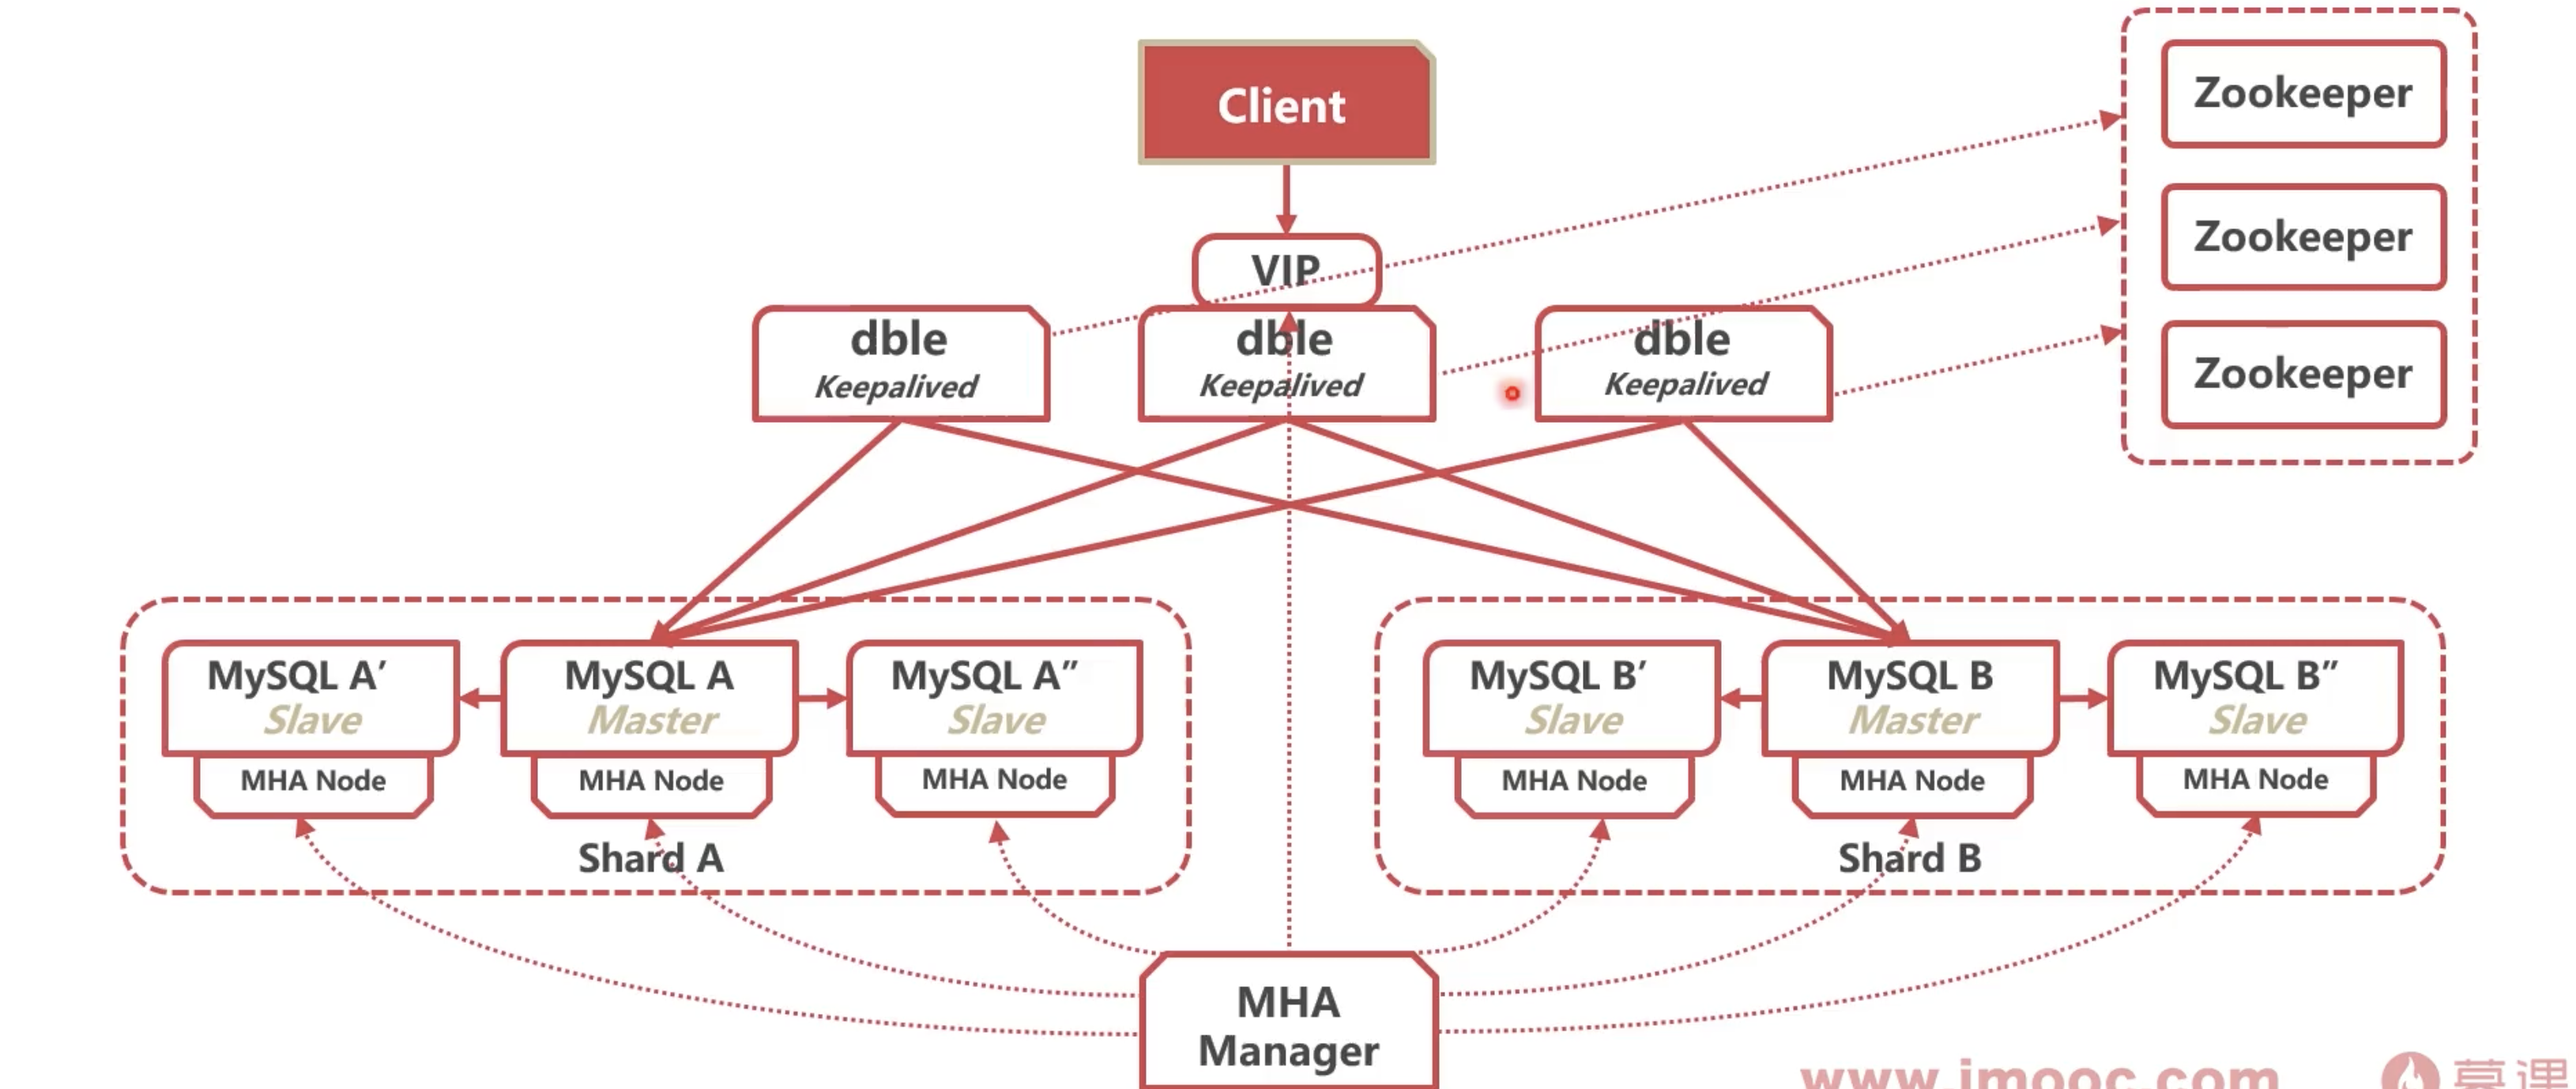 Client
VIP
dble
Keepalived
dble
Keepalived
dble
Keepalived
Zookeeper
Zookeeper
Zookeeper
MySQL A’
Slave
MHA Node
MySQL A
Master
MHA Node
MySQL A”
Slave
MHA Node
Shard A
MySQL B’
Slave
MHA Node
MySQL B
Master
MHA Node
MySQL B”
Slave
MHA Node
Shard B
MHA
Manager
www.imooc.com
慕课